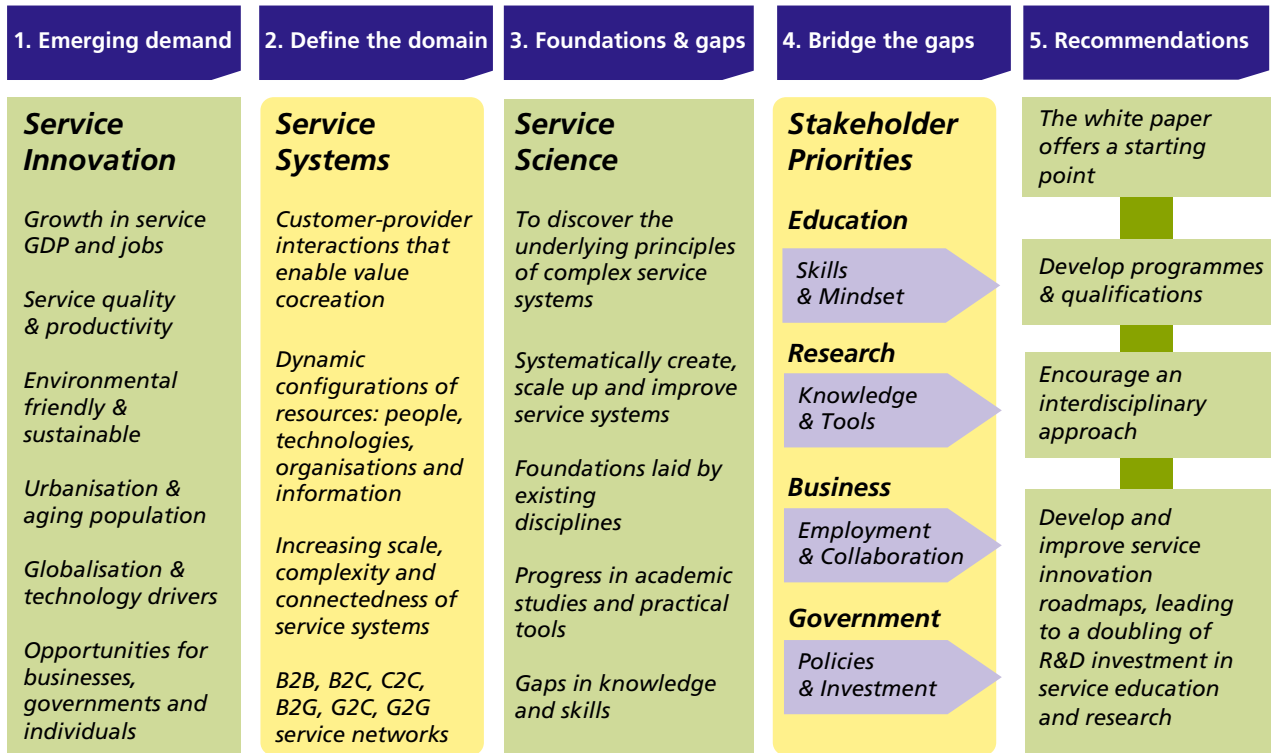 1. Emerging demand
2. Define the domain
3. Foundations & gaps
4. Bridge the gaps
5. Recommendations
Service
Innovation
Growth in service
GDP and jobs
Service quality
& productivity
Environmental
friendly &
sustainable
Urbanisation &
aging population
Globalisation &
technology drivers
Opportunities for
businesses,
governments and
individuals
Service
Systems
Customer-provider
interactions that
enable value
cocreation
Dynamic
configurations of
resources: people,
technologies,
organisations and
information
Increasing scale,
complexity and
connectedness of
service systems
B2B, B2C, C2C,
B2G, G2C, G2G
service networks
Service
Science
To discover the
underlying principles
of complex service
systems
Systematically create,
scale up and improve
service systems
Foundations laid by
existing
disciplines
Progress in academic
studies and practical
tools
Gaps in knowledge
and skills
Stakeholder
Priorities
Education
Skills
& Mindset
Research
Knowledge
& Tools
Business
Employment
& Collaboration
Government
Policies
& Investment
The white paper
offers a starting
point
Develop programmes
& qualifications
Encourage an
interdisciplinary
approach
Develop and
improve service
innovation
roadmaps, leading
to a doubling of
R&D investment in
service education
and research